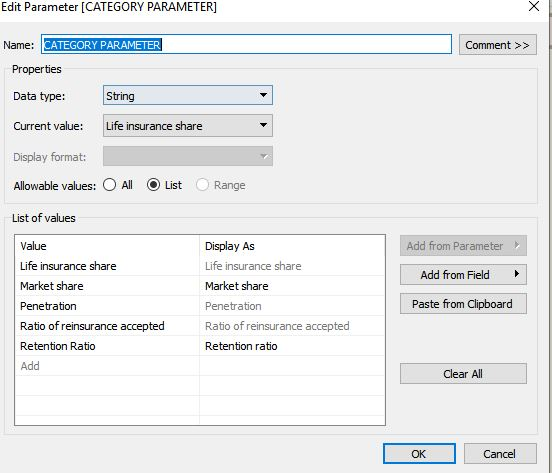 Edit Parameter [CATEGORY PARAMETER]
Name: CATEGORY PARAMETER Comment >>
Properties
Data type: String
Current value: Life insurance share
Display format:
Allowable values: All List Range
List of values
Value Display As
Life insurance share Life insurance share
Market share Market share
Penetration Penetration
Ratio of reinsurance accepted Ratio of reinsurance accepted
Retention Ratio Retention ratio
Add
Add from Parameter
Add from Field
Paste from Clipboard
Clear All
OK Cancel